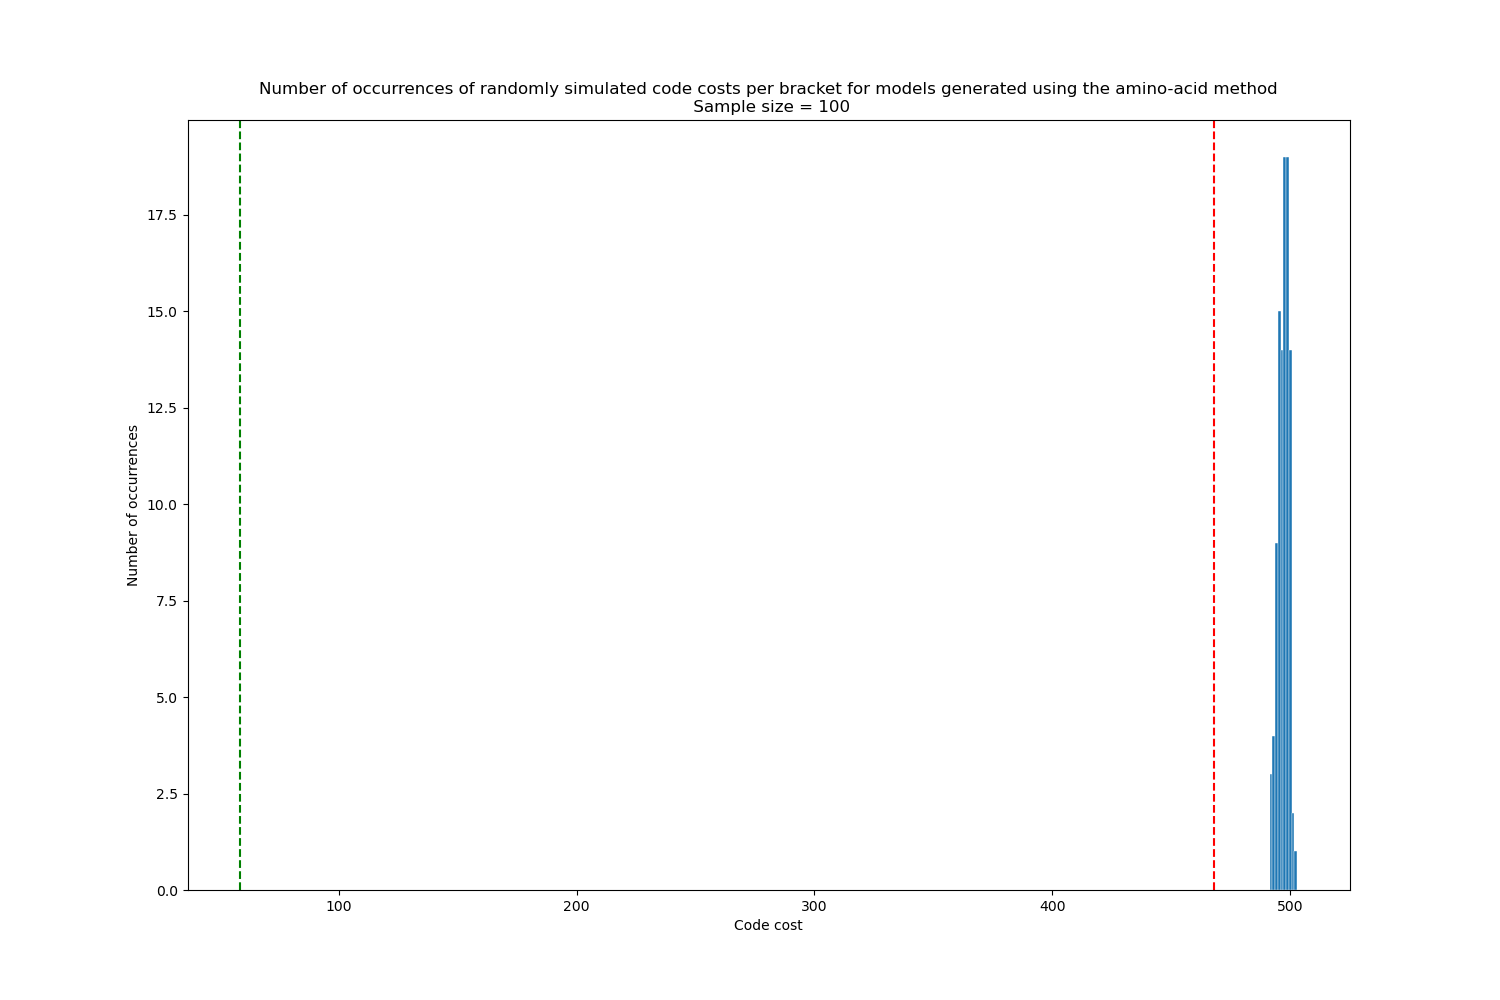 Number of occurrences of randomly simulated code costs per bracket for models generated using the amino-acid method
Sample size = 100
17.5
15.0
12.5
10.0
7.5
5.0
2.5
0.0
Number of occurrences
100 200 300 400 500
Code cost